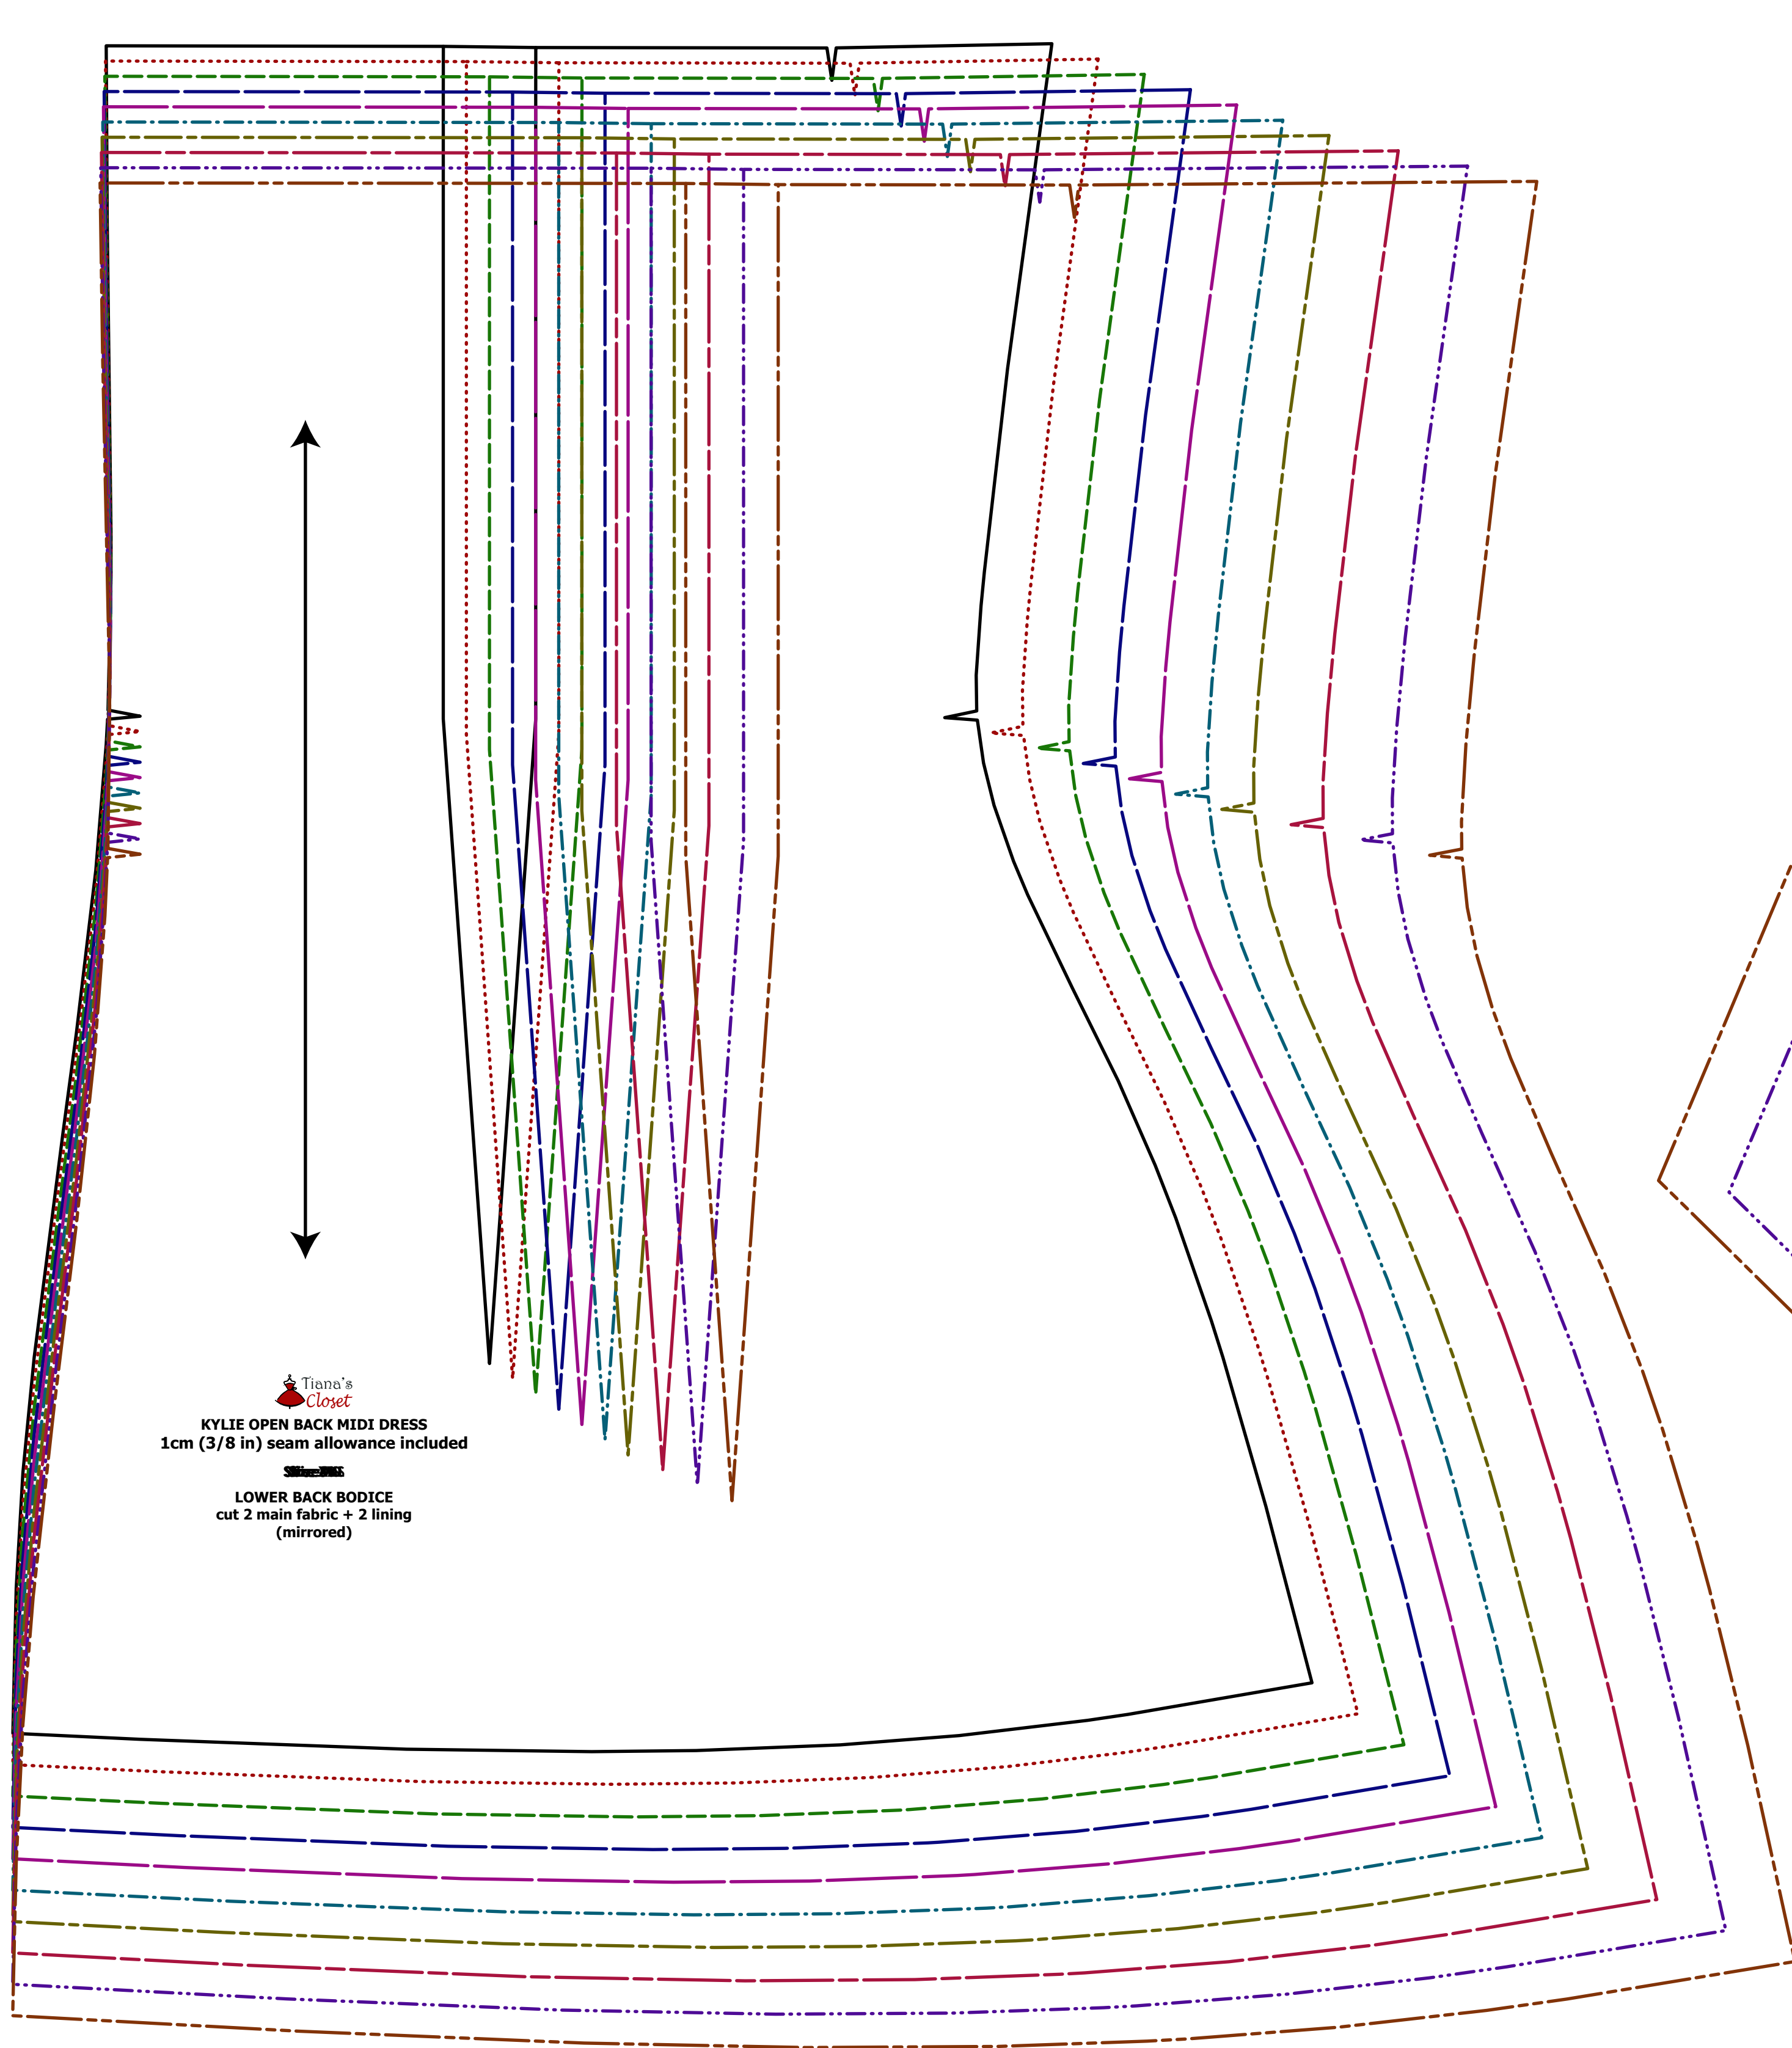 Tiana's
Closet
KYLIE OPEN BACK MIDI DRESS
1cm (3/8 in) seam allowance included
LOWER BACK BODICE
cut 2 main fabric + 2 lining
(mirrored)